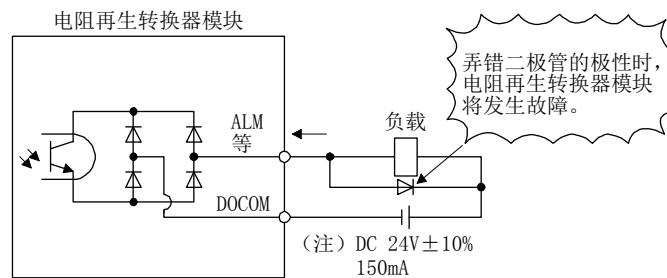 电阻再生转换器模块
弄错二极管的极性时，
电阻再生转换器模块
将发生故障。
ALM
等
负载
DOCOM
（注）DC 24V±10%
150mA